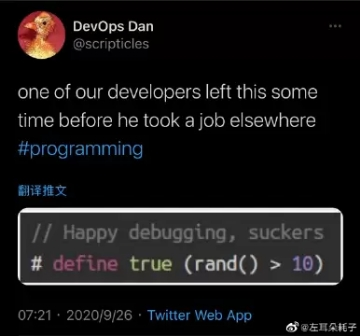 DevOps Dan
@scripticles
one of our developers left this some
time before he took a job elsewhere
#programming
翻译推文
// Happy debugging, suckers
# define true (rand() > 10)
07:21 · 2020/9/26 · Twitter Web App
@左耳朵耗子